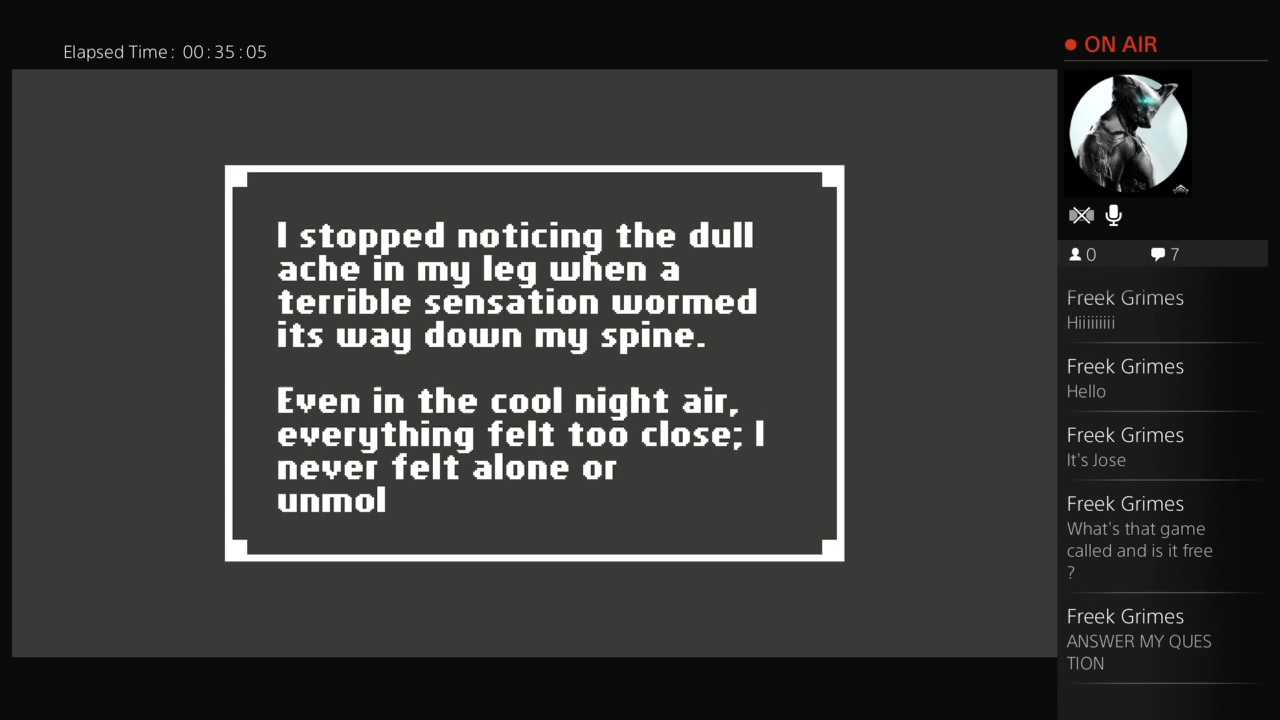 Elapsed Time: 00:35:05
ON AIR
I stopped noticing the dull
ache in my leg when a
terrible sensation wormed
its way down my spine.
Even in the cool night air,
everything felt too close; I
never felt alone or
unmol
0 7
Freek Grimes
Hiiiiiiiii
Freek Grimes
Hello
Freek Grimes
It's Jose
Freek Grimes
What's that game
called and is it free
?
Freek Grimes
ANSWER MY QUES
TION